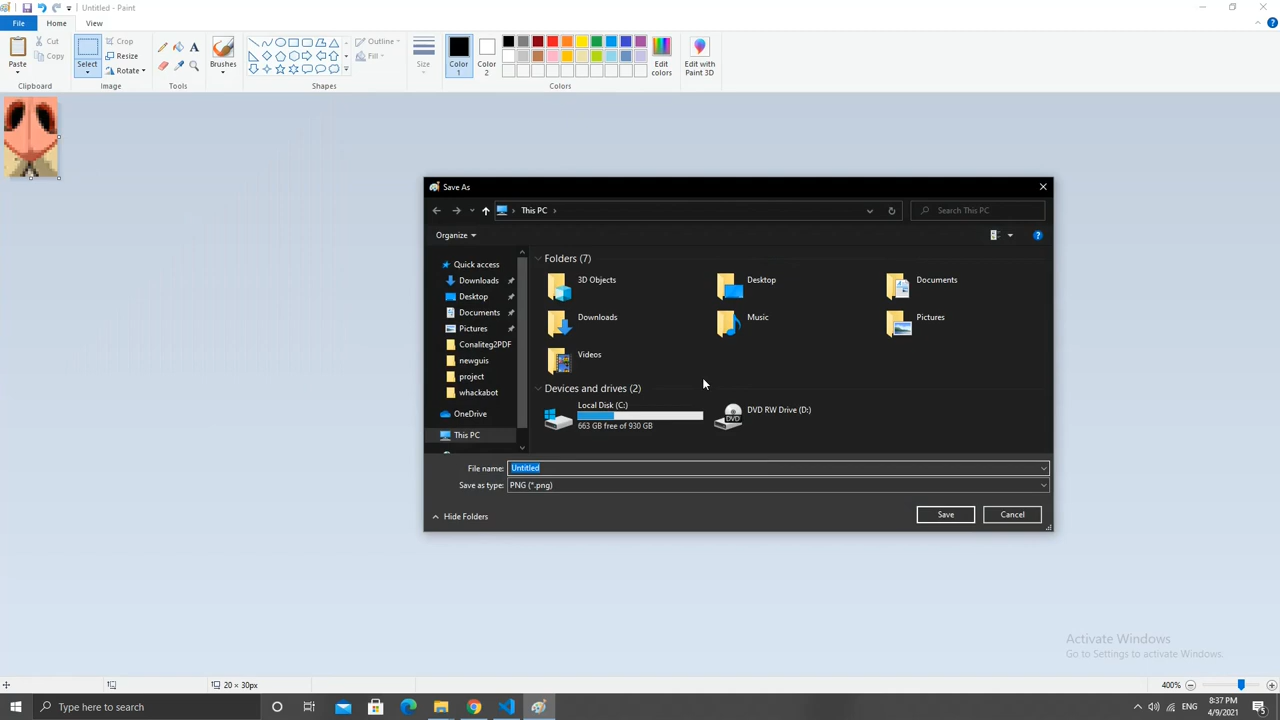 Untitled - Paint
File Home View
Paste
Cut
Copy
Clipboard
Select
Crop
Resize
Rotate
Image
Tools
Brushes
Shapes
Outline
Fill
Size
Color 1
Color 2
Edit colors
Colors
Edit with Paint 3D
Save As
This PC
Search This PC
Organize
Quick access
Downloads
Desktop
Documents
Pictures
Conaliteg2PDF
newguis
project
whackabot
OneDrive
This PC
Folders (7)
3D Objects
Desktop
Documents
Downloads
Music
Pictures
Videos
Devices and drives (2)
Local Disk (C:)
663 GB free of 930 GB
DVD RW Drive (D:)
DVD
File name: Untitled
Save as type: PNG (*.png)
Hide Folders
Save
Cancel
Activate Windows
Go to Settings to activate Windows.
20 × 30px
400%
Type here to search
ENG
8:37 PM
4/9/2021
5